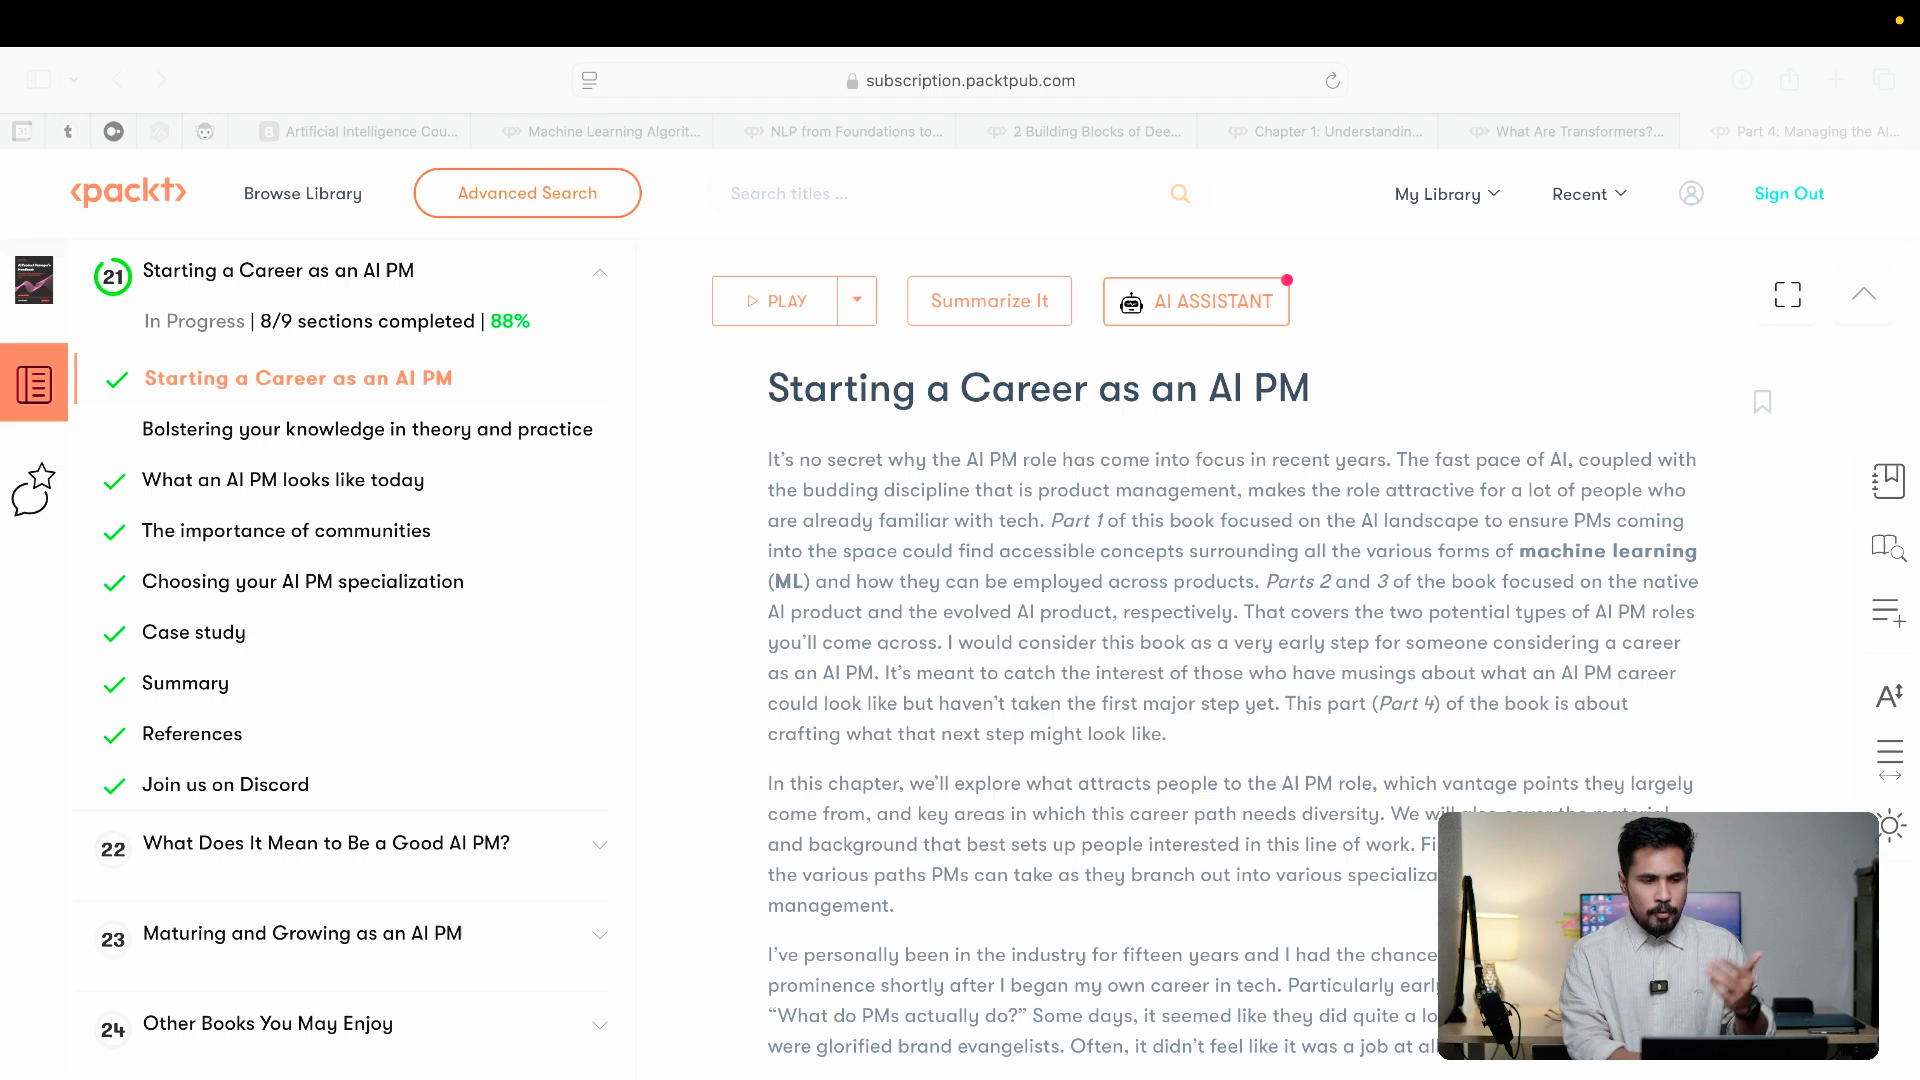 subscription.packtpub.com
31
t
B Artificial Intelligence Cou...
Machine Learning Algorit...
NLP from Foundations to...
2 Building Blocks of Dee...
Chapter 1: Understandin...
What Are Transformers?...
Part 4: Managing the AI...
<packt>
Browse Library
Advanced Search
Search titles ...
My Library
Recent
Sign Out
21 Starting a Career as an AI PM
In Progress | 8/9 sections completed | 88%
Starting a Career as an AI PM
Bolstering your knowledge in theory and practice
What an AI PM looks like today
The importance of communities
Choosing your AI PM specialization
Case study
Summary
References
Join us on Discord
22 What Does It Mean to Be a Good AI PM?
23 Maturing and Growing as an AI PM
24 Other Books You May Enjoy
PLAY
Summarize It
AI ASSISTANT
Starting a Career as an AI PM
It's no secret why the AI PM role has come into focus in recent years. The fast pace of AI, coupled with
the budding discipline that is product management, makes the role attractive for a lot of people who
are already familiar with tech. Part 1 of this book focused on the AI landscape to ensure PMs coming
into the space could find accessible concepts surrounding all the various forms of machine learning
(ML) and how they can be employed across products. Parts 2 and 3 of the book focused on the native
AI product and the evolved AI product, respectively. That covers the two potential types of AI PM roles
you'll come across. I would consider this book as a very early step for someone considering a career
as an AI PM. It's meant to catch the interest of those who have musings about what an AI PM career
could look like but haven't taken the first major step yet. This part (Part 4) of the book is about
crafting what that next step might look like.
In this chapter, we'll explore what attracts people to the AI PM role, which vantage points they largely
come from, and key areas in which this career path needs diversity. We will also cover the material
and background that best sets up people interested in this line of work. Fi
the various paths PMs can take as they branch out into various specializa
management.
I've personally been in the industry for fifteen years and I had the chance
prominence shortly after I began my own career in tech. Particularly earl
"What do PMs actually do?" Some days, it seemed like they did quite a lo
were glorified brand evangelists. Often, it didn't feel like it was a job at al